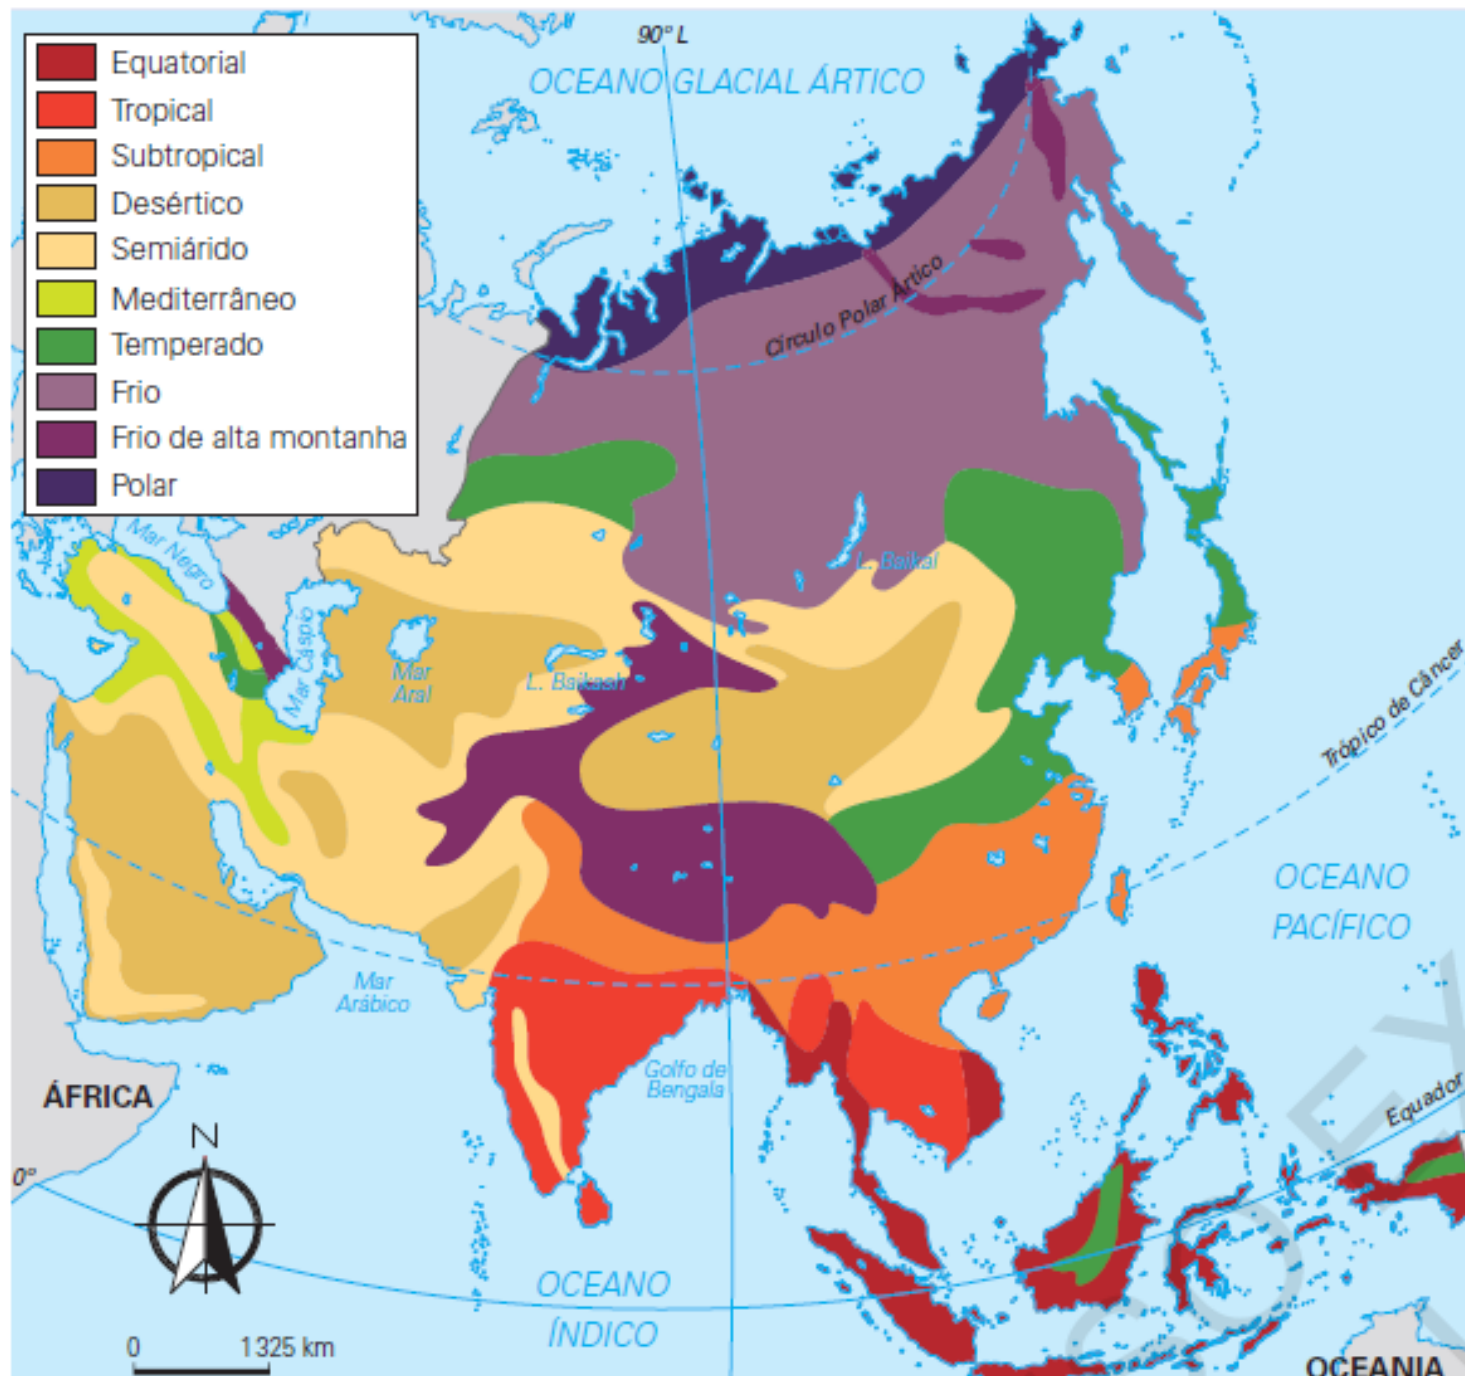 Equatorial
Tropical
Subtropical
Desértico
Semiárido
Mediterrâneo
Temperado
Frio
Frio de alta montanha
Polar
90° L
OCEANO GLACIAL ÁRTICO
Círculo Polar Ártico
Mar Negro
Mar Cáspio
Mar
Aral
L. Baikash
L. Baikal
Trópico de Câncer
OCEANO
PACÍFICO
Mar
Arábico
Golfo de
Bengala
ÁFRICA
N
0°
Equador
OCEANO
ÍNDICO
0 1 325 km
OCEANIA